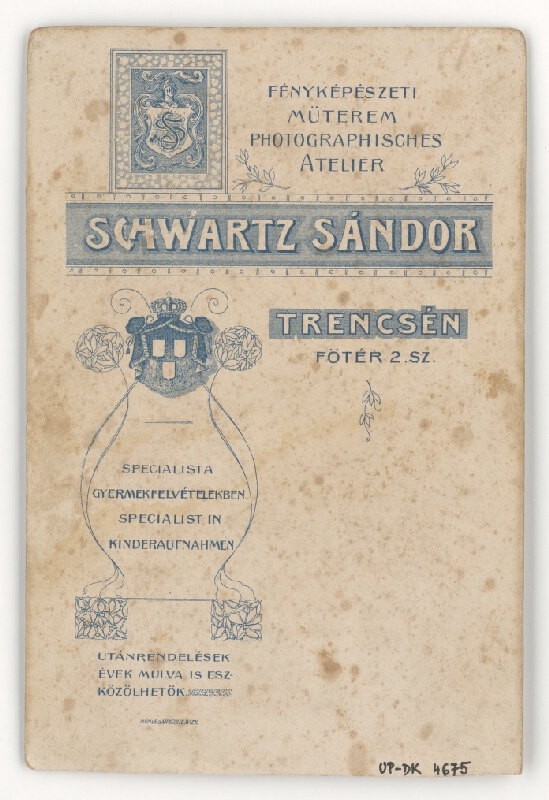 FÉNYKÉPÉSZETI
MŰTEREM
PHOTOGRAPHISCHES
ATELIER
SCHWARTZ SÁNDOR
TRENCSÉN
FŐTÉR 2.SZ.
SPECIALISTA
GYERMEKFELVÉTELEKBEN
SPECIALIST IN
KINDERAUFNAHMEN
UTÁNRENDELÉSEK
ÉVEK MULVA IS ESZ-
KÖZÖLHETŐK
UP-DK 4675